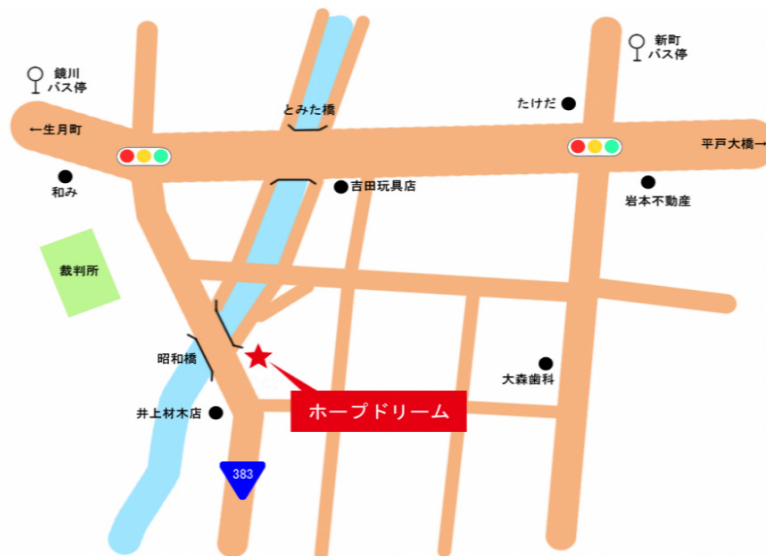 鏡川
バス停
新町
バス停
たけだ
とみた橋
←生月町
平戸大橋→
和み
吉田玩具店
岩本不動産
裁判所
昭和橋
大森歯科
井上材木店
ホープドリーム
383